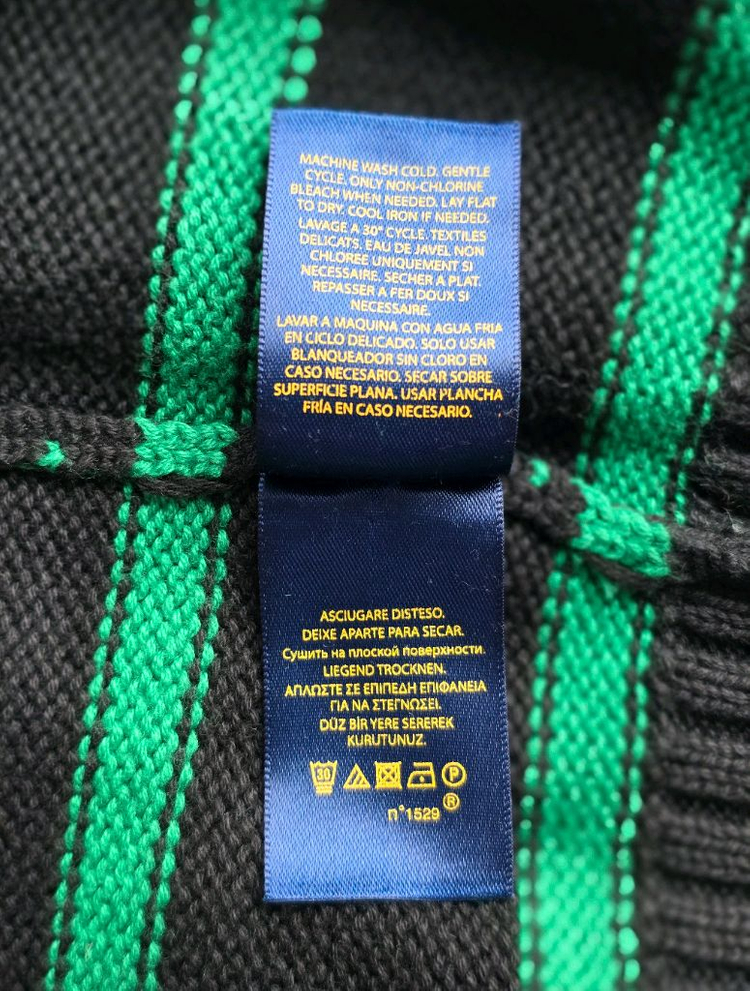 MACHINE WASH COLD. GENTLE
CYCLE. ONLY NON-CHLORINE
BLEACH WHEN NEEDED. LAY FLAT
TO DRY. COOL IRON IF NEEDED.
LAVAGE A 30° CYCLE. TEXTILES
DELICATS. EAU DE JAVEL NON
CHLOREE UNIQUEMENT SI
NECESSAIRE. SECHER A PLAT.
REPASSER A FER DOUX SI
NECESSAIRE.
LAVAR A MAQUINA CON AGUA FRIA
EN CICLO DELICADO. SOLO USAR
BLANQUEADOR SIN CLORO EN
CASO NECESARIO. SECAR SOBRE
SUPERFICIE PLANA. USAR PLANCHA
FRÍA EN CASO NECESARIO.
ASCIUGARE DISTESO.
DEIXE APARTE PARA SECAR.
Сушить на плоской поверхности.
LIEGEND TROCKNEN.
ΑΠΛΩΣΤΕ ΣΕ ΕΠΙΠΕΔΗ ΕΠΙΦΑΝΕΙΑ
ΓΙΑ ΝΑ ΣΤΕΓΝΩΣΕΙ.
DÜZ BİR YERE SEREREK
KURUTUNUZ.
30 P
n°1529®